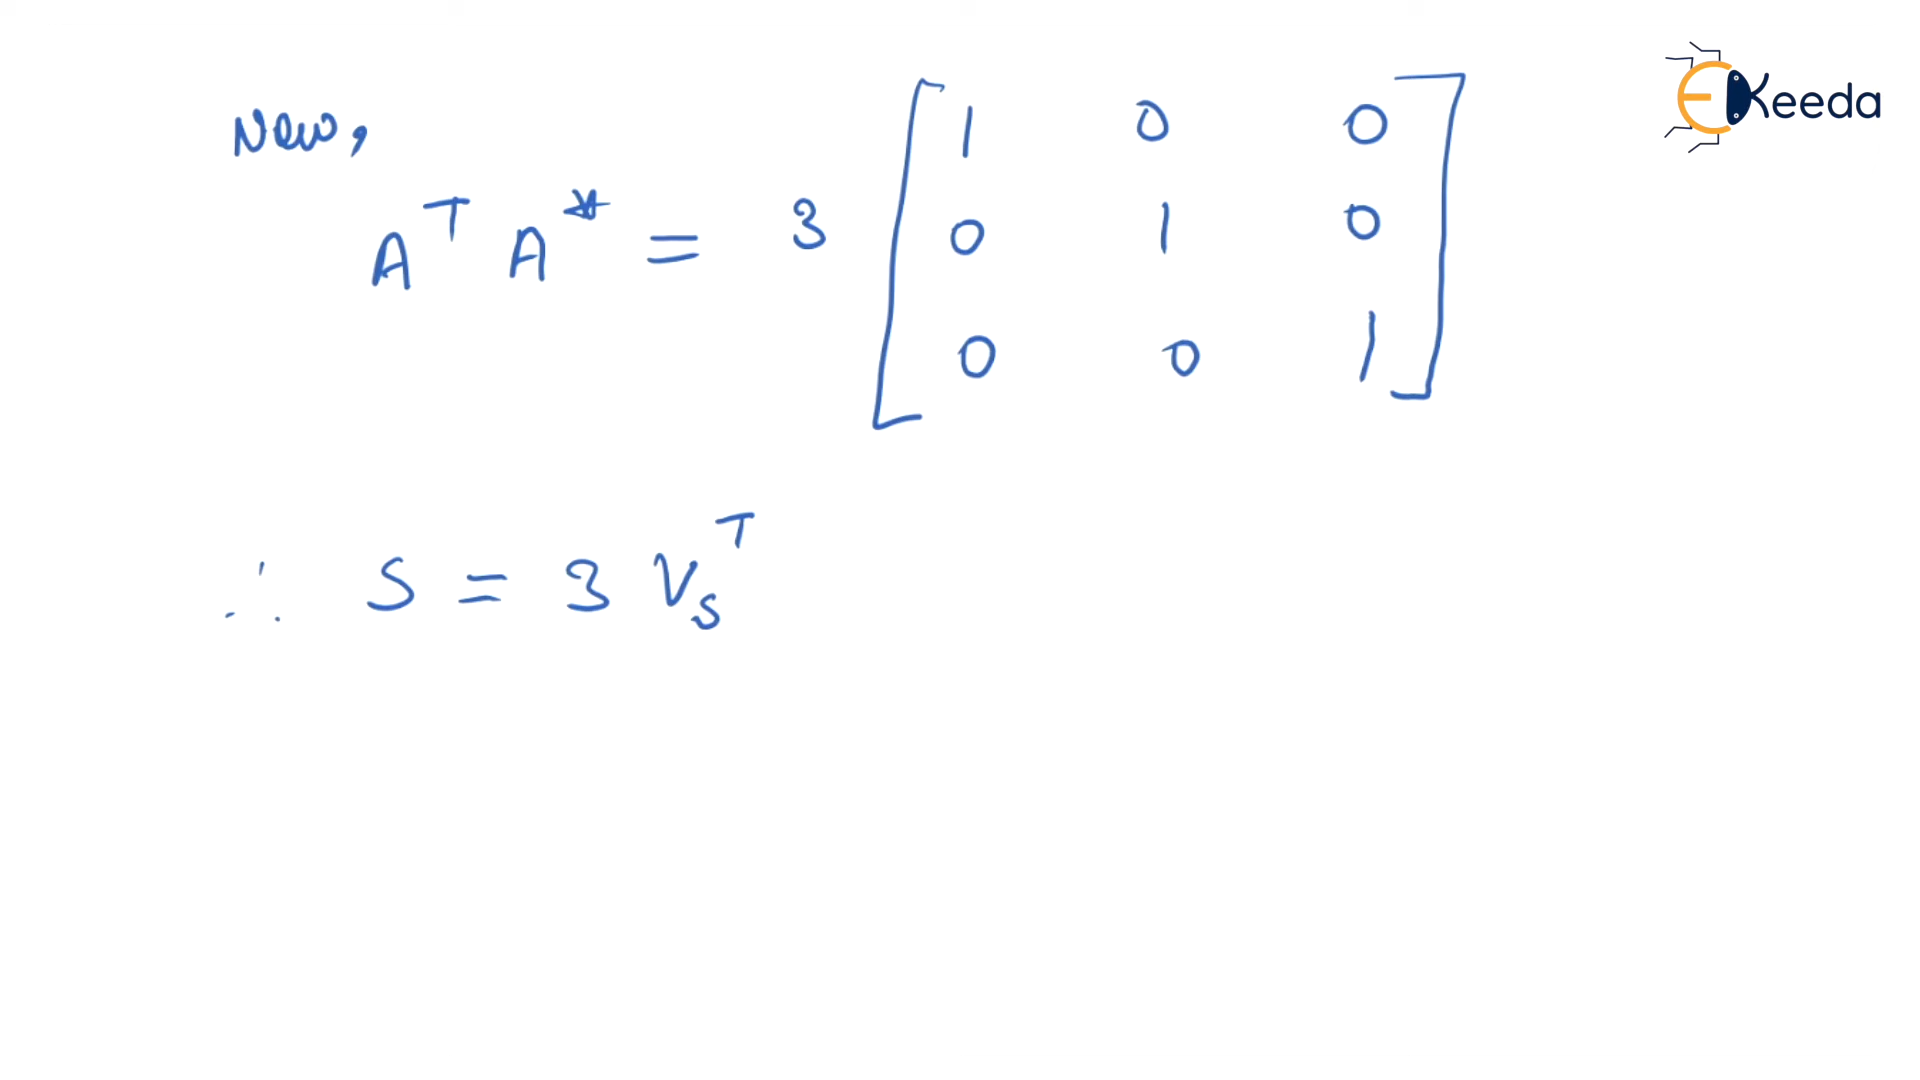 Now,
EKeeda
A^T A^* = 3 [1 0 0
0 1 0
0 0 1]
∴ S = 3 V_s^T